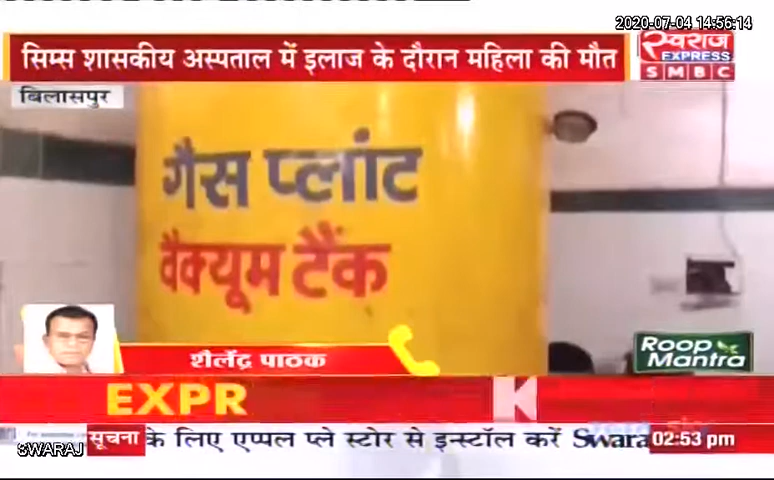 2020-07-04 14:56:14
सिम्स शासकीय अस्पताल में इलाज के दौरान महिला की मौत
स्वराज
EXPRESS
SMBC
बिलासपुर
गैस प्लांट
वैक्यूम टैंक
शैलेंद्र पाठक
Roop
Mantra
EXPR
K
SWARAJ
सूचना
के लिए एप्पल प्ले स्टोर से इन्स्टॉल करें Swara
02:53 pm